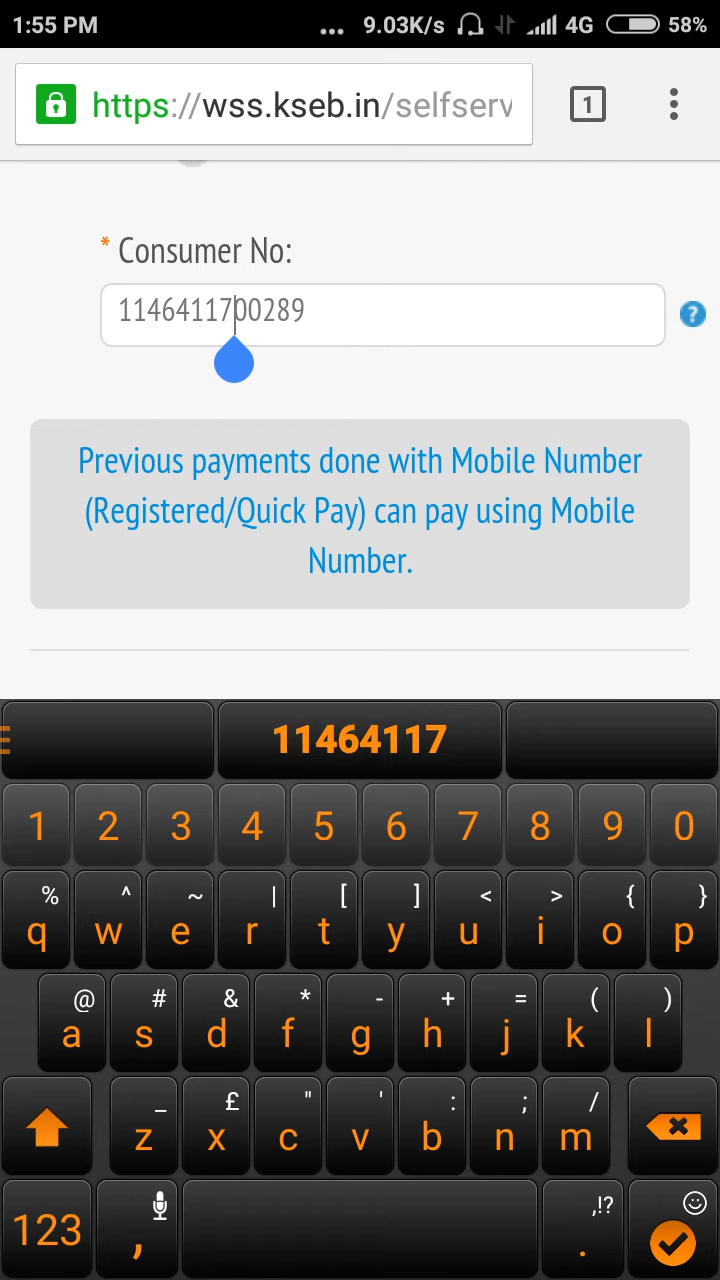 1:55 PM ... 9.03K/s 4G 58%
https://wss.kseb.in/selfserv
1
* Consumer No:
1146411700289
?
Previous payments done with Mobile Number
(Registered/Quick Pay) can pay using Mobile
Number.
11464117
1 2 3 4 5 6 7 8 9 0
% ^ ~ | [ ] < > { }
q w e r t y u i o p
@ # & * - + = ( )
a s d f g h j k l
_ £ " ' : ; /
z x c v b n m
,!?
123 , .